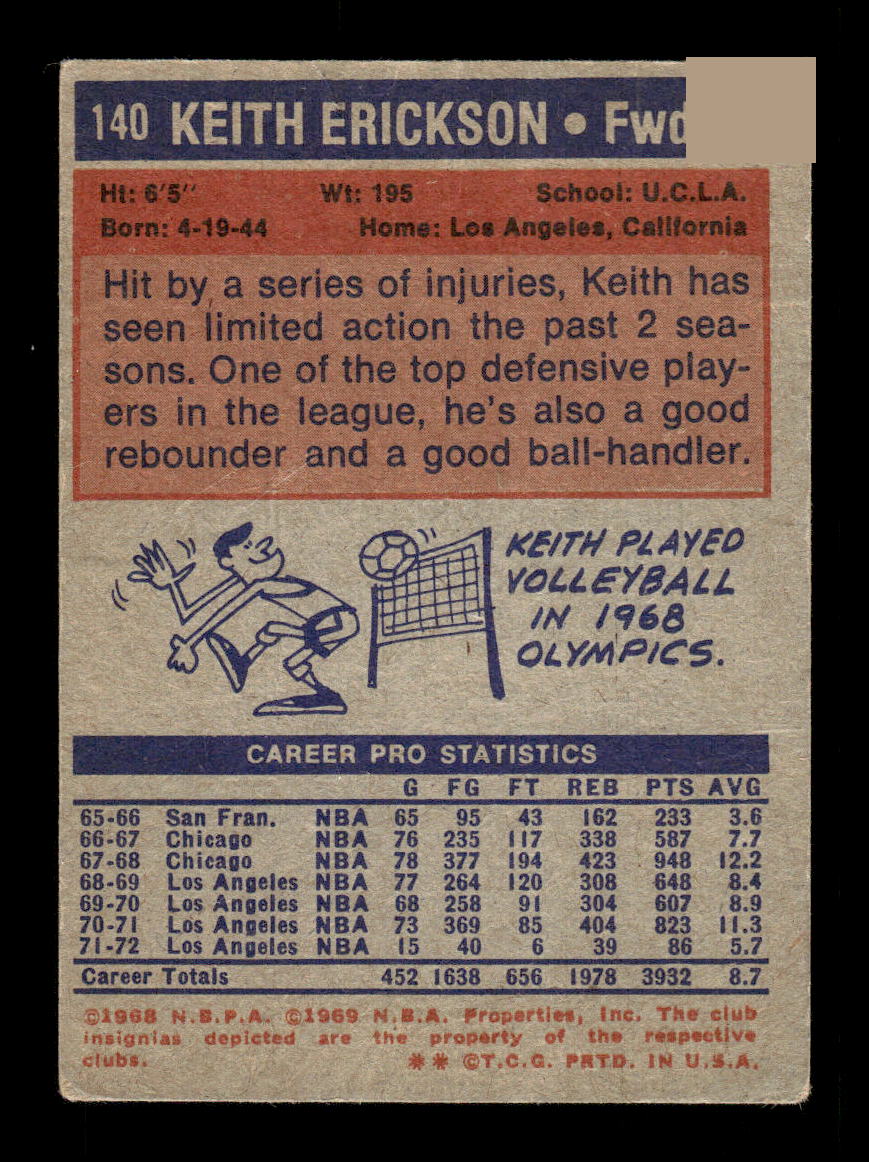 140 KEITH ERICKSON • Fwd
Ht: 6'5" Wt: 195 School: U.C.L.A.
Born: 4-19-44 Home: Los Angeles, California
Hit by a series of injuries, Keith has
seen limited action the past 2 sea-
sons. One of the top defensive play-
ers in the league, he's also a good
rebounder and a good ball-handler.
KEITH PLAYED
VOLLEYBALL
IN 1968
OLYMPICS.
CAREER PRO STATISTICS
G FG FT REB PTS AVG
65-66 San Fran. NBA 65 95 43 162 233 3.6
66-67 Chicago NBA 76 235 117 338 587 7.7
67-68 Chicago NBA 78 377 194 423 948 12.2
68-69 Los Angeles NBA 77 264 120 308 648 8.4
69-70 Los Angeles NBA 68 258 91 304 607 8.9
70-71 Los Angeles NBA 73 369 85 404 823 11.3
71-72 Los Angeles NBA 15 40 6 39 86 5.7
Career Totals 452 1638 656 1978 3932 8.7
©1968 N.B.P.A. ©1969 N.B.A. Properties, Inc. The club
insignias depicted are the property of the respective
clubs. ** ©T.C.G. PRTD. IN U.S.A.